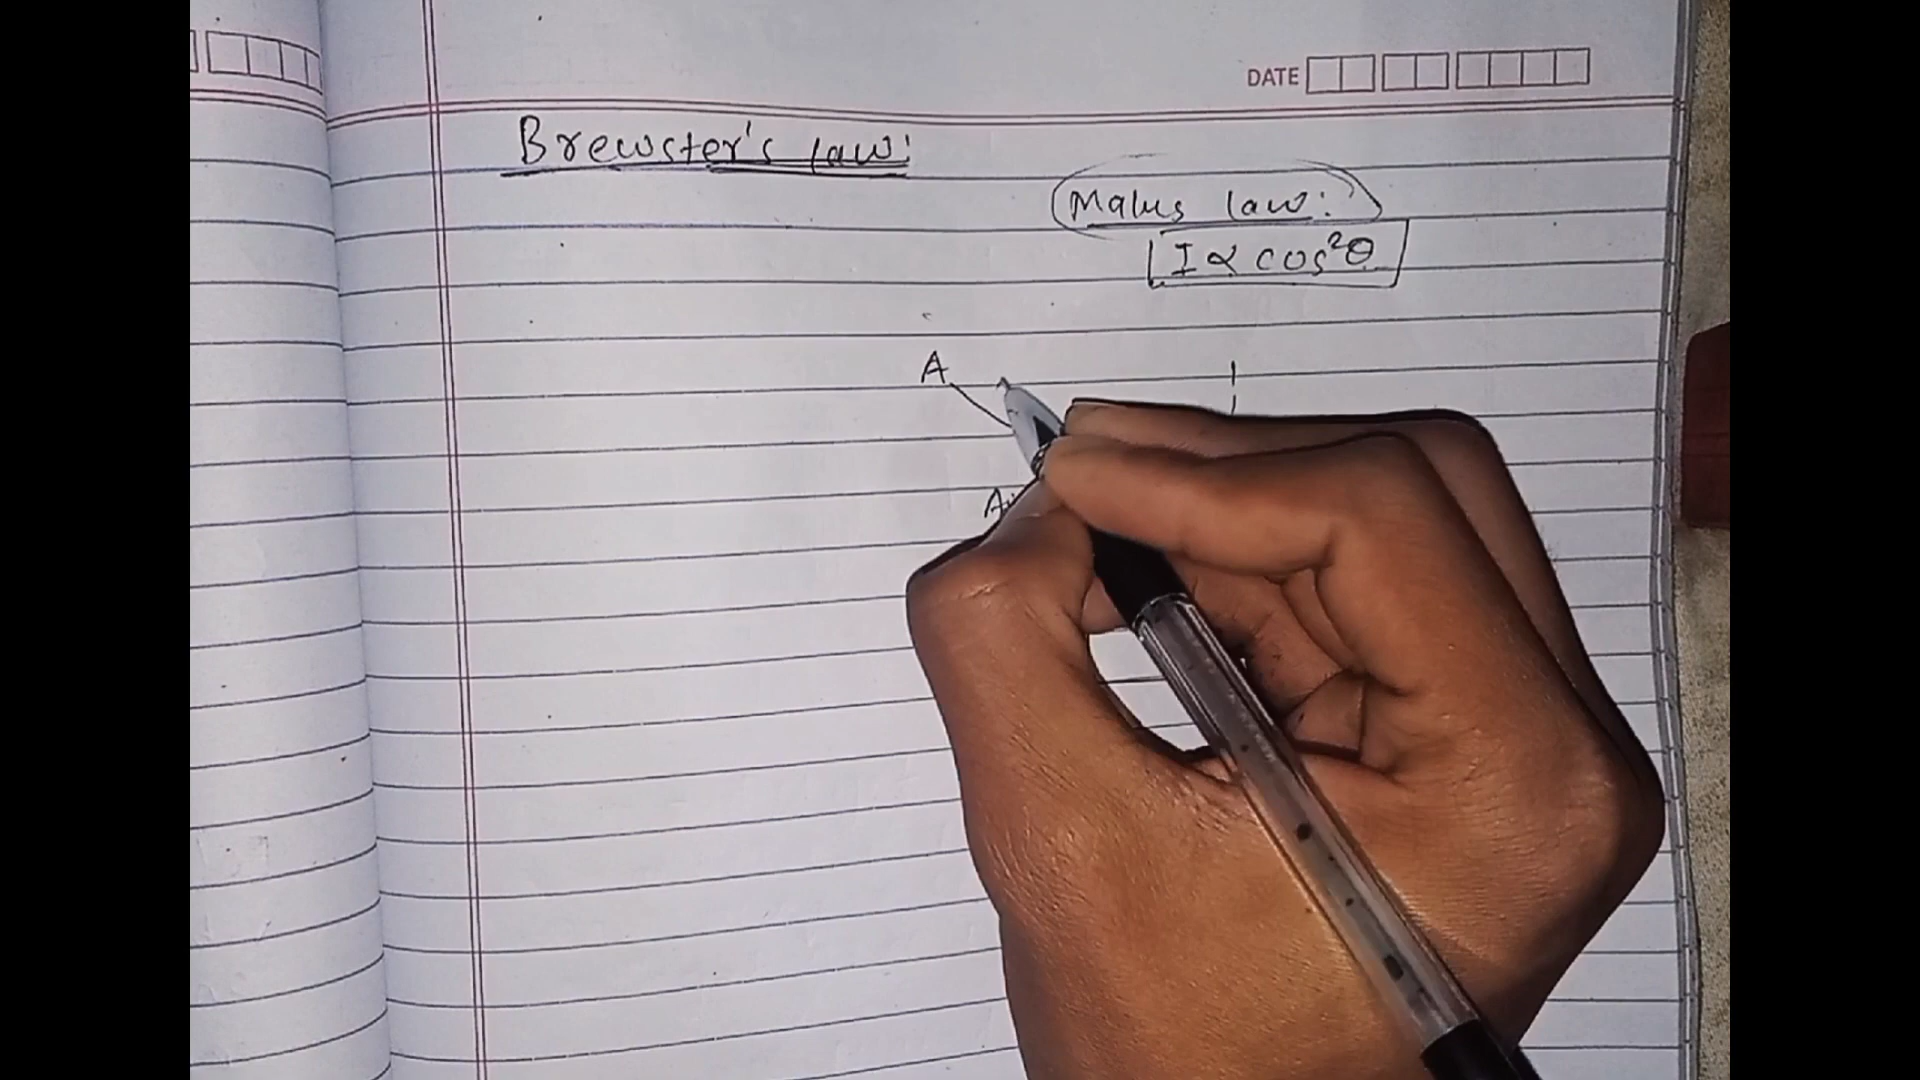 DATE
Brewster's law:
Malus law:
I ∝ cos²θ
A